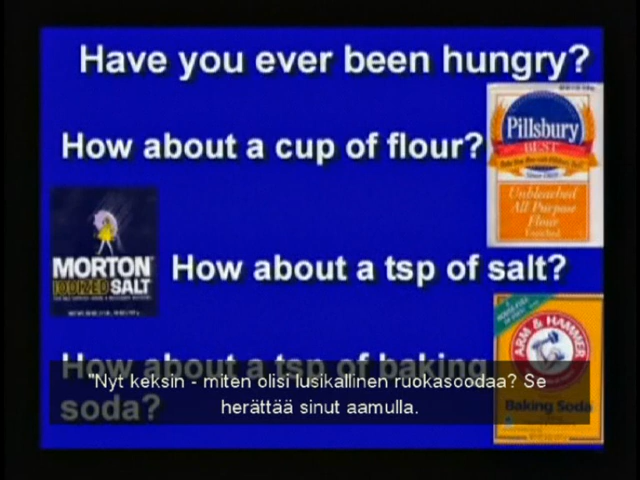 Have you ever been hungry?
How about a cup of flour?
Pillsbury
BEST
Unbleached
All Purpose
Flour
Enriched
MORTON
IODIZED SALT
How about a tsp of salt?
ARM & HAMMER
Baking Soda
How about a tsp of baking
soda?
"Nyt keksin - miten olisi lusikallinen ruokasoodaa? Se
herättää sinut aamulla.